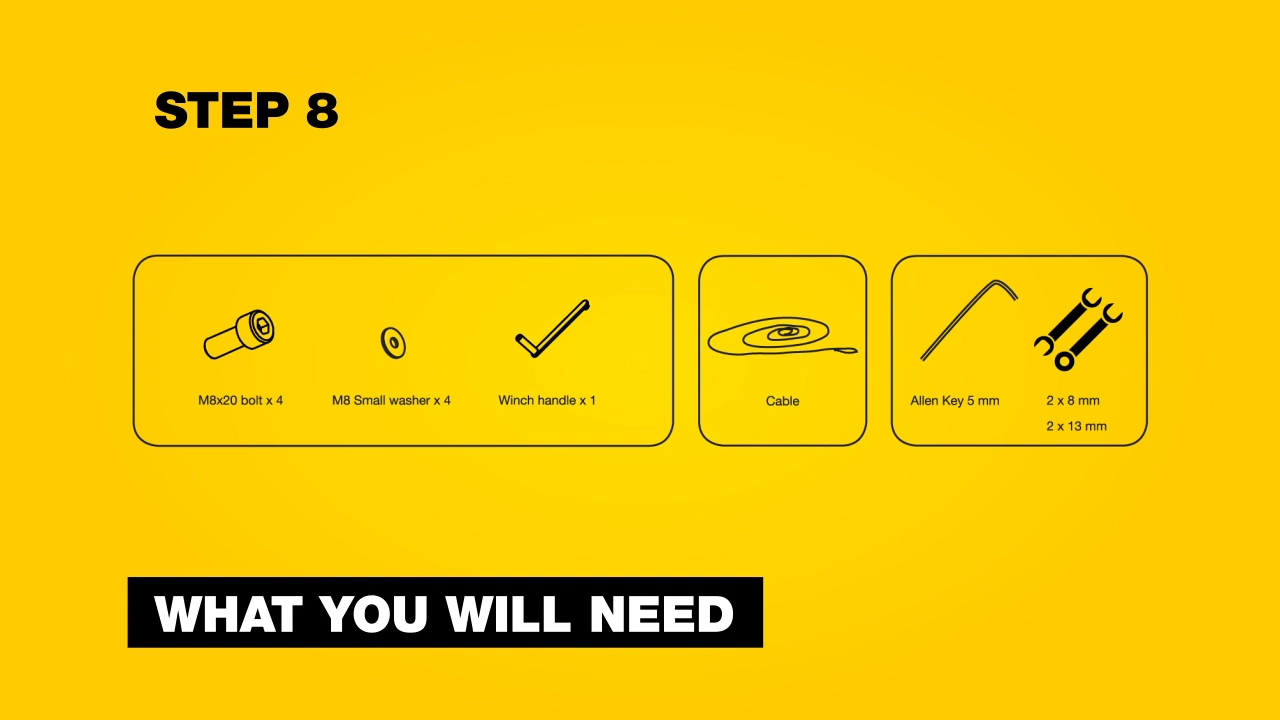 STEP 8
M8x20 bolt x 4
M8 Small washer x 4
Winch handle x 1
Cable
Allen Key 5 mm
2 x 8 mm
2 x 13 mm
WHAT YOU WILL NEED